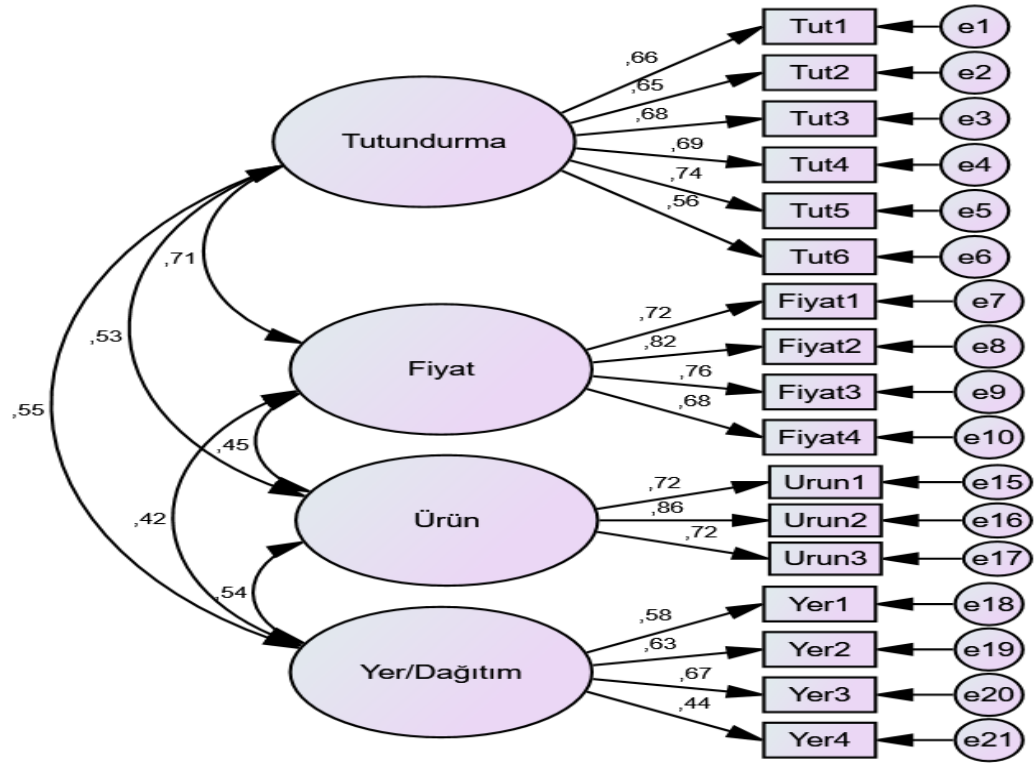 Tut1
e1
,66
Tut2
e2
,65
Tut3
e3
,68
Tutundurma
Tut4
e4
,69
Tut5
e5
,74
Tut6
e6
,56
,71
,53
,55
Fiyat1
e7
,72
Fiyat2
e8
,82
Fiyat
Fiyat3
e9
,76
Fiyat4
e10
,68
,45
,42
Urun1
e15
,72
Ürün
Urun2
e16
,86
Urun3
e17
,72
,54
Yer1
e18
,58
Yer2
e19
,63
Yer/Dağıtım
Yer3
e20
,67
Yer4
e21
,44